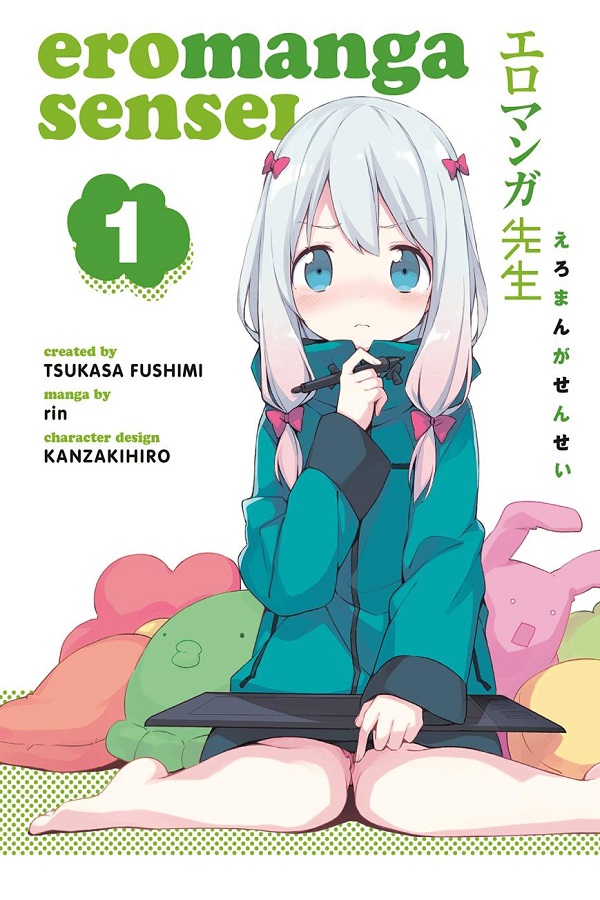 eromanga
sensei
エロマンガ先生
えろまんがせんせい
1
created by
TSUKASA FUSHIMI
manga by
rin
character design
KANZAKIHIRO